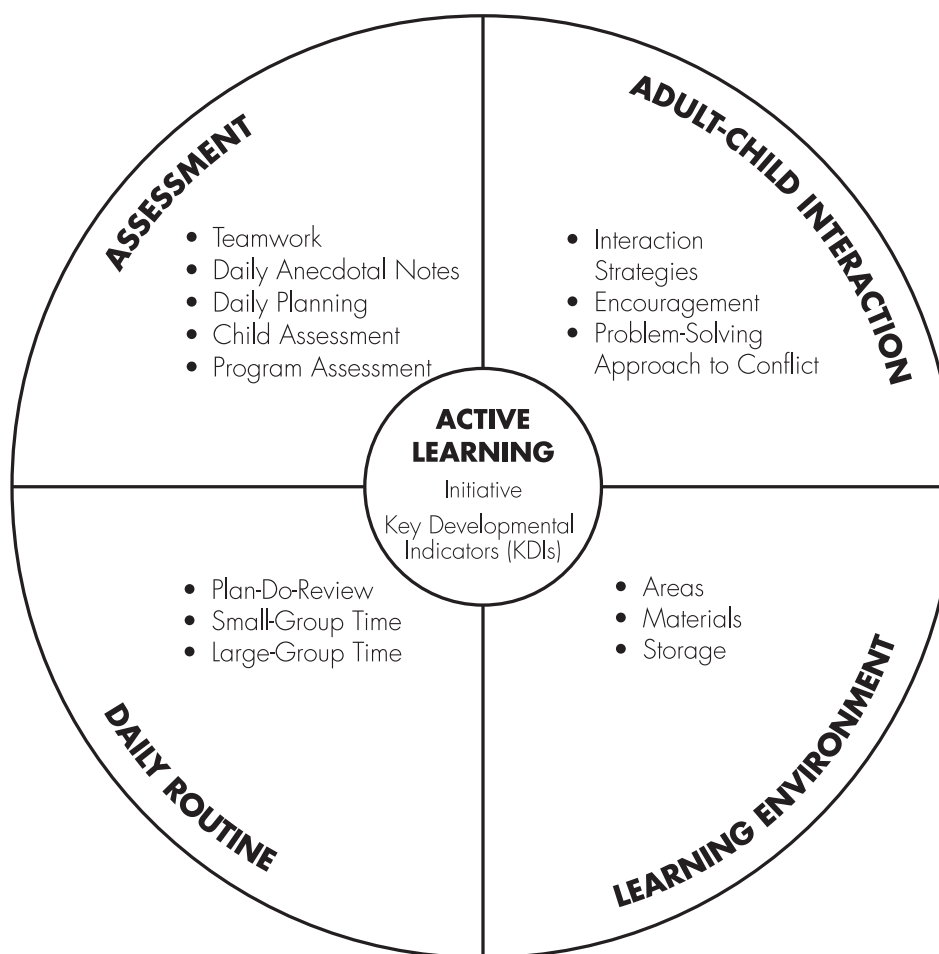 ASSESSMENT
• Teamwork
• Daily Anecdotal Notes
• Daily Planning
• Child Assessment
• Program Assessment
ADULT-CHILD INTERACTION
• Interaction
Strategies
• Encouragement
• Problem-Solving
Approach to Conflict
ACTIVE
LEARNING
Initiative
Key Developmental
Indicators (KDIs)
• Plan-Do-Review
• Small-Group Time
• Large-Group Time
DAILY ROUTINE
• Areas
• Materials
• Storage
LEARNING ENVIRONMENT